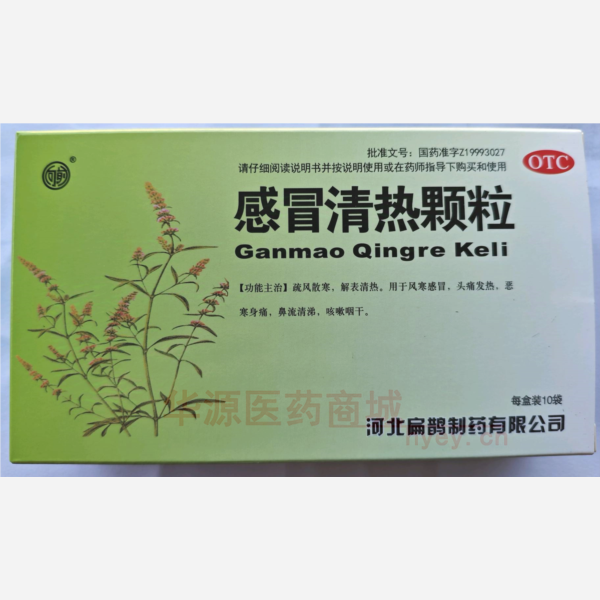 批准文号：国药准字Z19993027
请仔细阅读说明书并按说明使用或在药师指导下购买和使用
OTC
®
感冒清热颗粒
Ganmao Qingre Keli
【功能主治】疏风散寒，解表清热。用于风寒感冒，头痛发热，恶
寒身痛，鼻流清涕，咳嗽咽干。
华源医药商城
每盒装10袋
河北扁鹊制药有限公司
hyey.cn